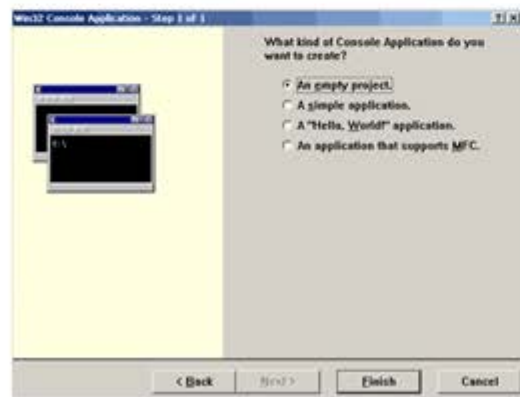 Win32 Console Application - Step 1 of 1
What kind of Console Application do you
want to create?
An empty project.
A simple application.
A "Hello, World!" application.
An application that supports MFC.
C:\
< Back
Next >
Finish
Cancel